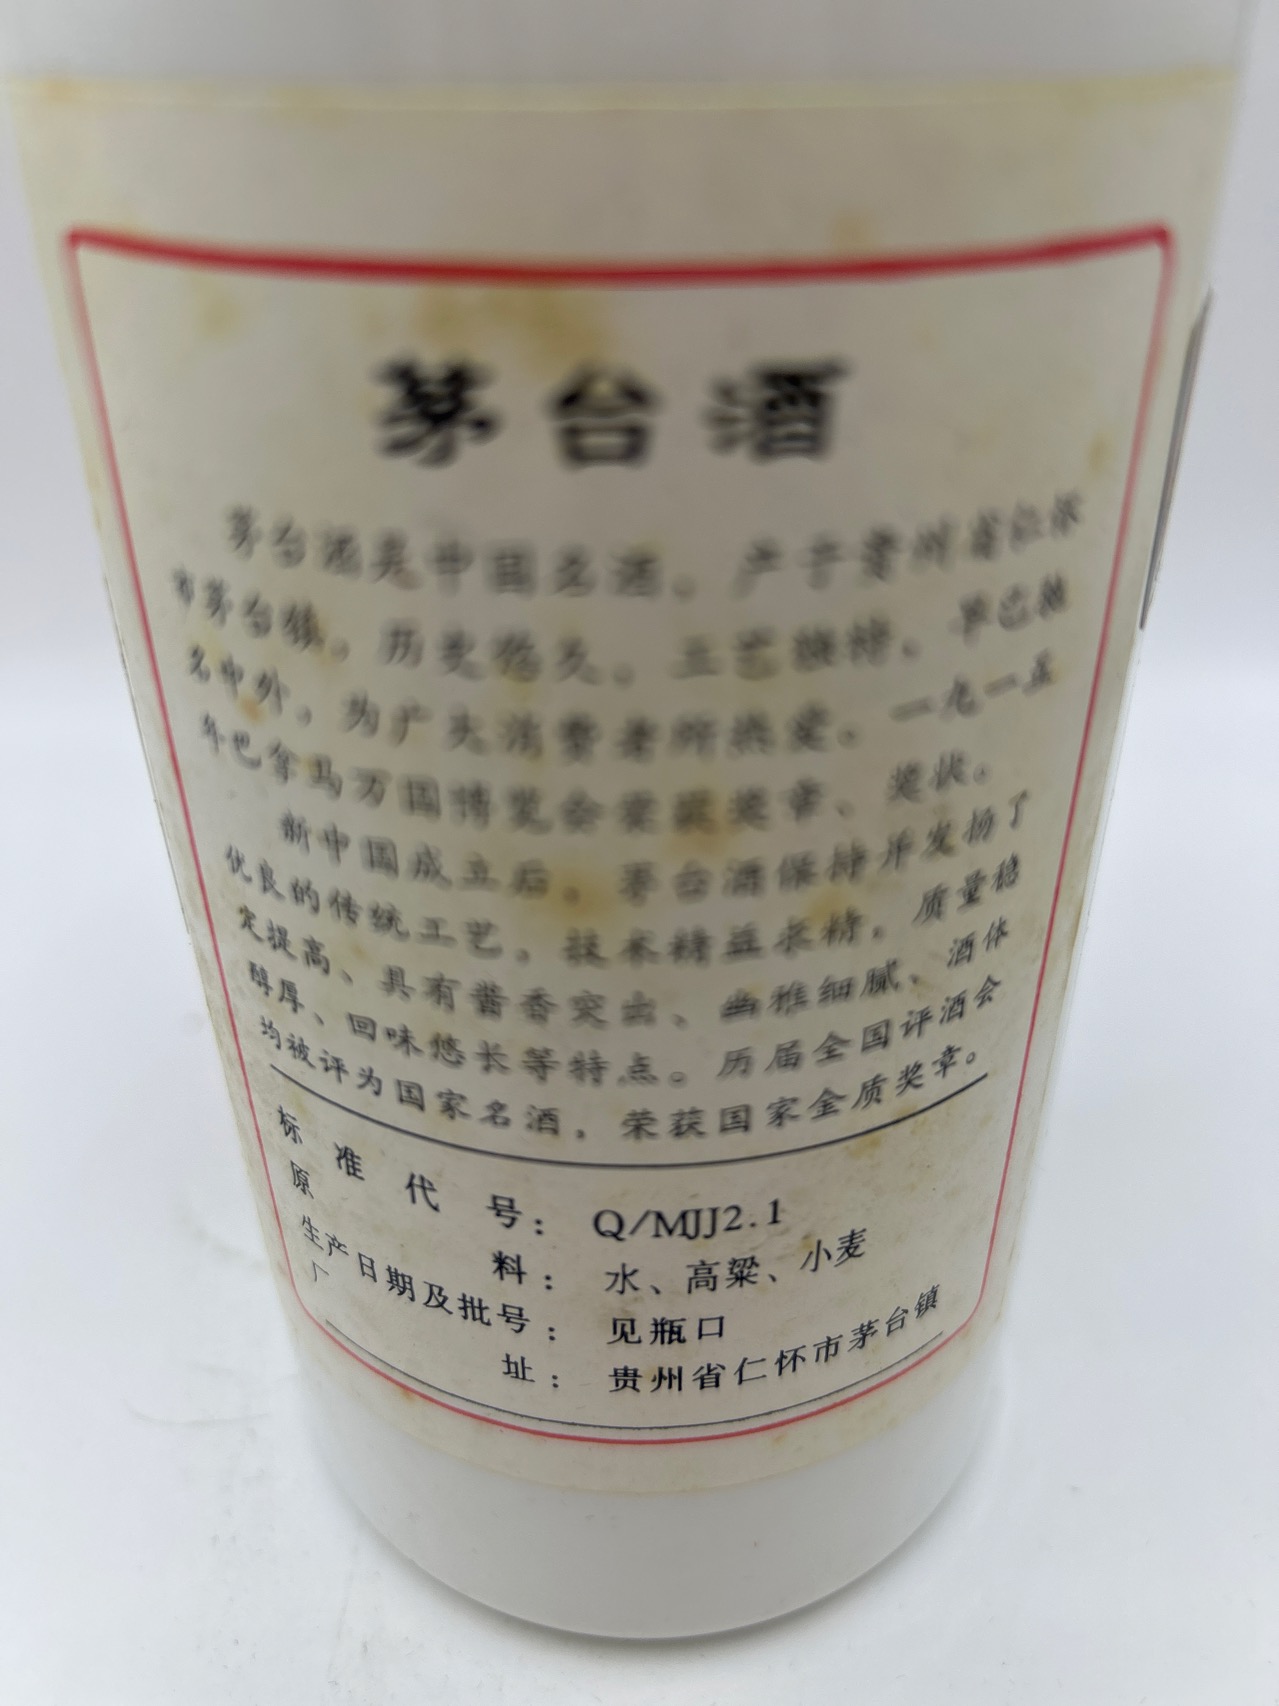 茅台酒
茅台酒是中国名酒。产于贵州省仁怀
市茅台镇。历史悠久。工艺独特。早已驰
名中外，为广大消费者所热爱。一九一五
年巴拿马万国博览会荣获奖章、奖状。
新中国成立后，茅台酒保持并发扬了
优良的传统工艺，技术精益求精，质量稳
定提高、具有酱香突出、幽雅细腻、酒体
醇厚、回味悠长等特点。历届全国评酒会
均被评为国家名酒，荣获国家金质奖章。
标准代号：Q/MJJ2.1
原料：水、高粱、小麦
生产日期及批号：见瓶口
厂址：贵州省仁怀市茅台镇